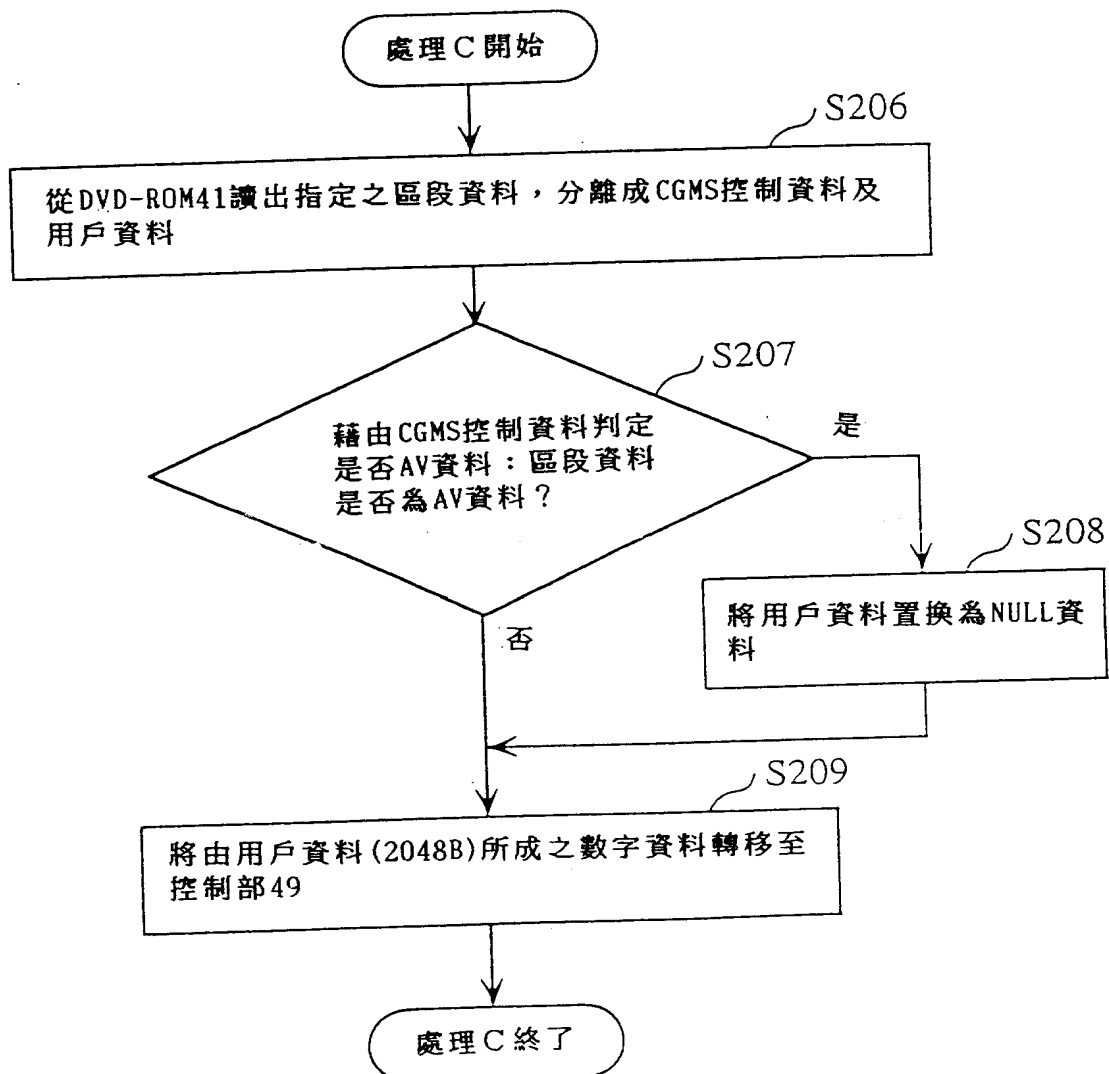 處理C開始
S206
從DVD-ROM41讀出指定之區段資料，分離成CGMS控制資料及
用戶資料
S207
藉由CGMS控制資料判定
是否AV資料：區段資料
是否為AV資料？
是
S208
將用戶資料置換為NULL資
料
否
S209
將由用戶資料(2048B)所成之數字資料轉移至
控制部49
處理C終了